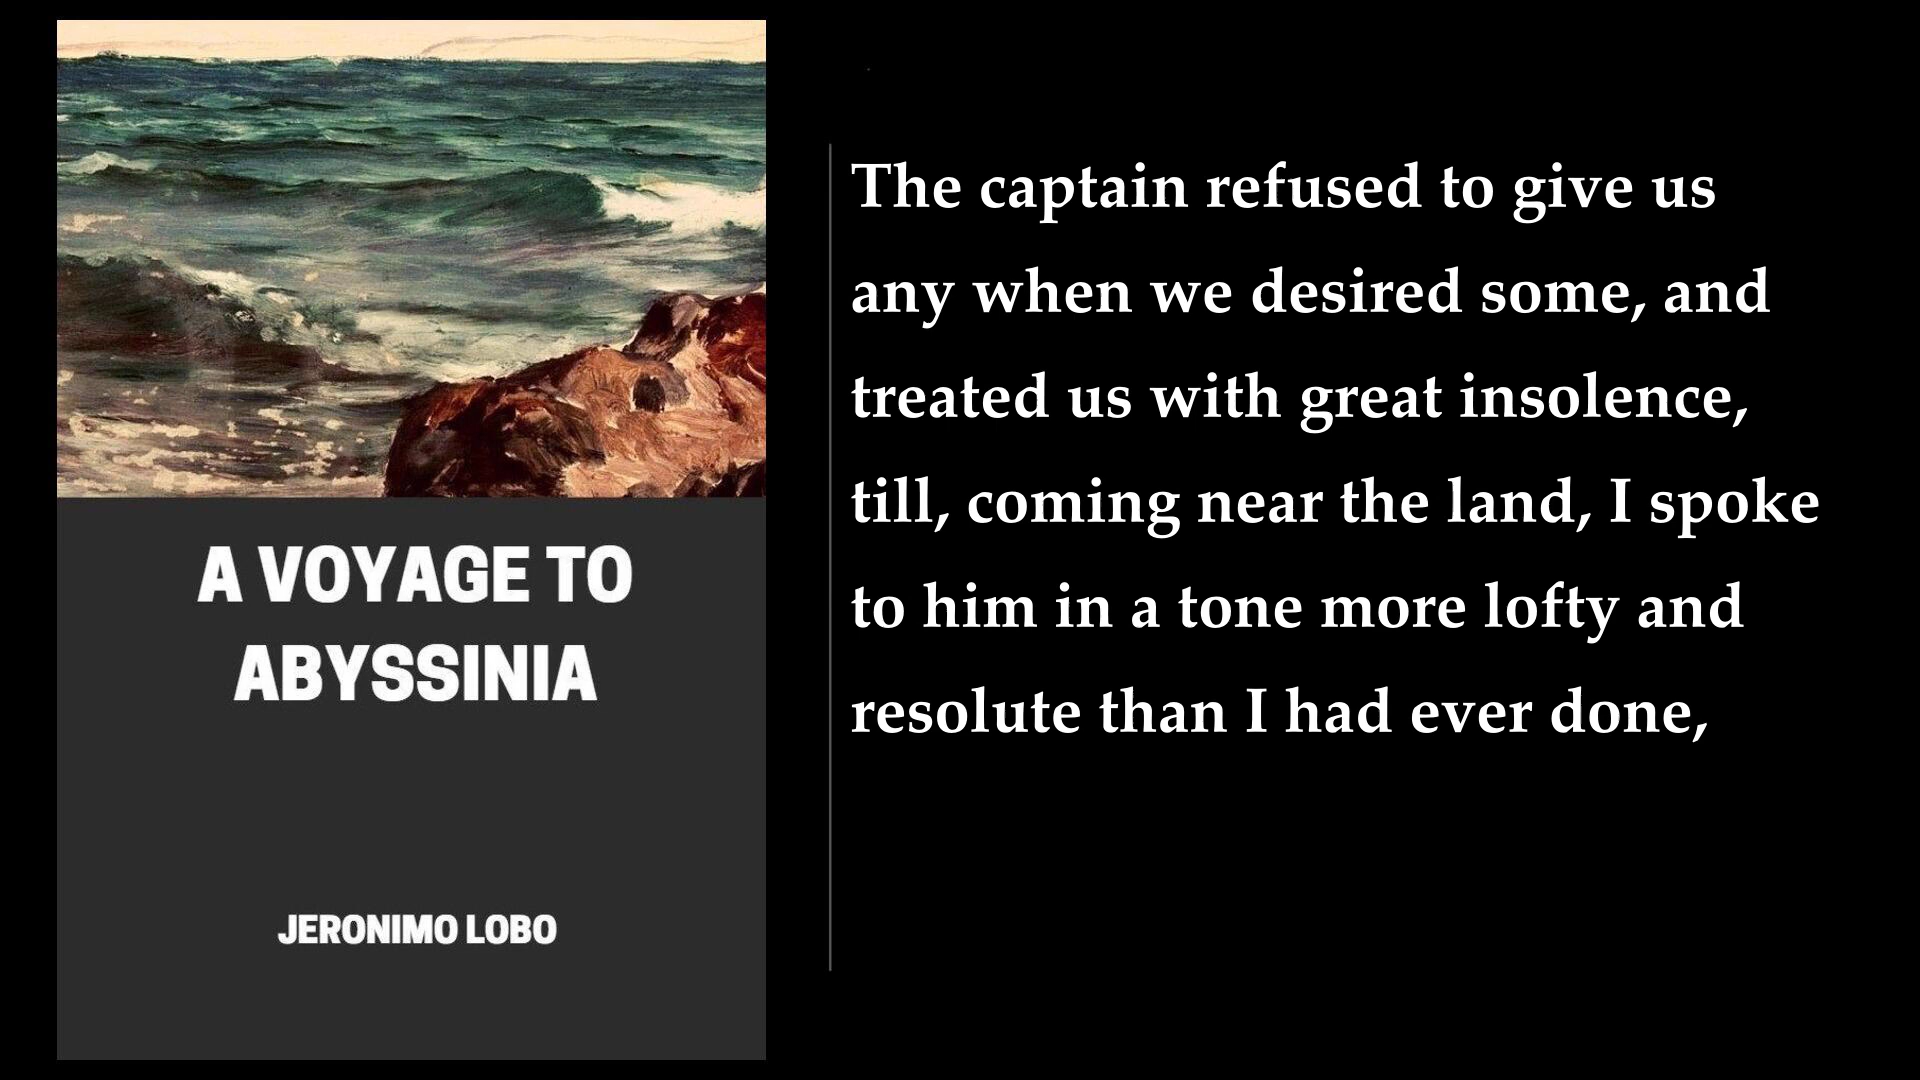 A VOYAGE TO
ABYSSINIA
JERONIMO LOBO
The captain refused to give us
any when we desired some, and
treated us with great insolence,
till, coming near the land, I spoke
to him in a tone more lofty and
resolute than I had ever done,